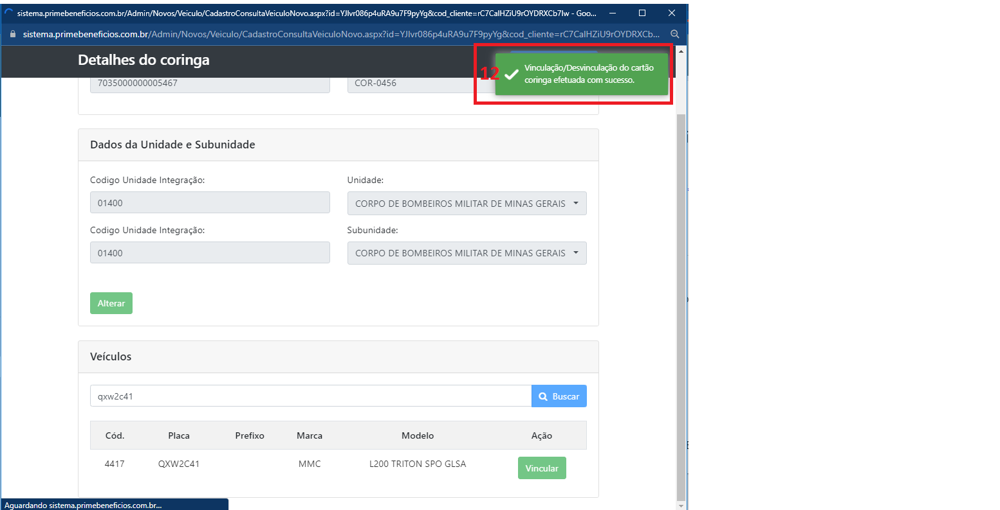 sistema.primebeneficios.com.br/Admin/Novos/Veiculo/CadastroConsultaVeiculoNovo.aspx?id=YJIvr086p4uRA9u7F9pyYg&cod_cliente=rC7CalHZiU9rOYDRXCb7Iw - Goo...
sistema.primebeneficios.com.br/Admin/Novos/Veiculo/CadastroConsultaVeiculoNovo.aspx?id=YJIvr086p4uRA9u7F9pyYg&cod_cliente=rC7CalHZiU9rOYDRXCb...
Detalhes do coringa
12
Vinculação/Desvinculação do cartão
coringa efetuada com sucesso.
7035000000005467 COR-0456
Dados da Unidade e Subunidade
Codigo Unidade Integração: Unidade:
01400 CORPO DE BOMBEIROS MILITAR DE MINAS GERAIS
Codigo Unidade Integração: Subunidade:
01400 CORPO DE BOMBEIROS MILITAR DE MINAS GERAIS
Alterar
Veículos
qxw2c41 Buscar
Cód. Placa Prefixo Marca Modelo Ação
4417 QXW2C41 MMC L200 TRITON SPO GLSA Vincular
Aguardando sistema.primebeneficios.com.br...